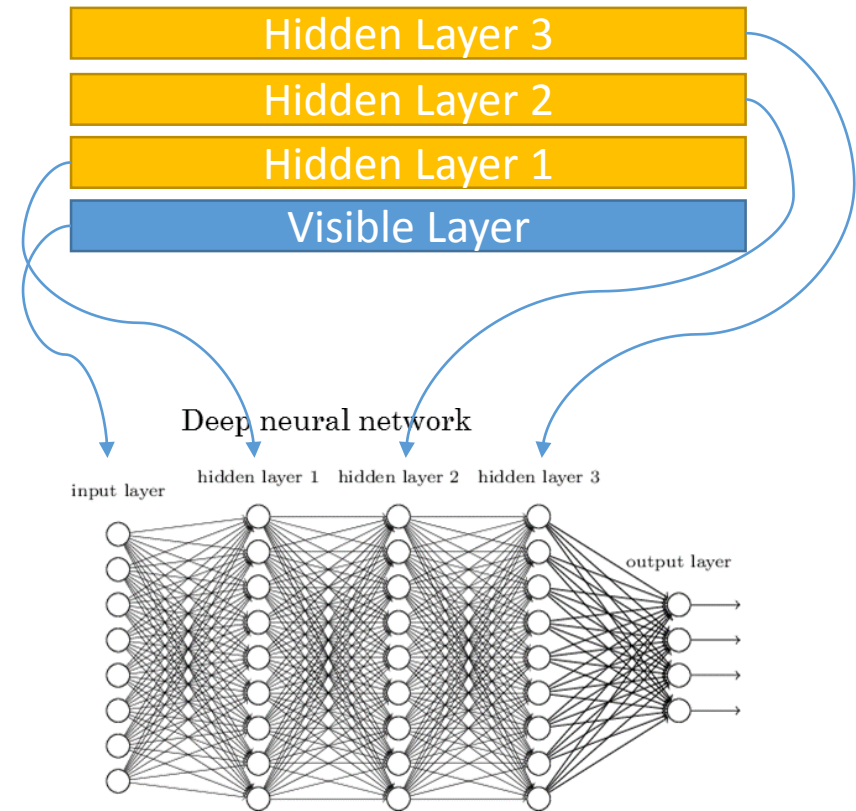 Hidden Layer 3
Hidden Layer 2
Hidden Layer 1
Visible Layer
Deep neural network
input layer
hidden layer 1
hidden layer 2
hidden layer 3
output layer